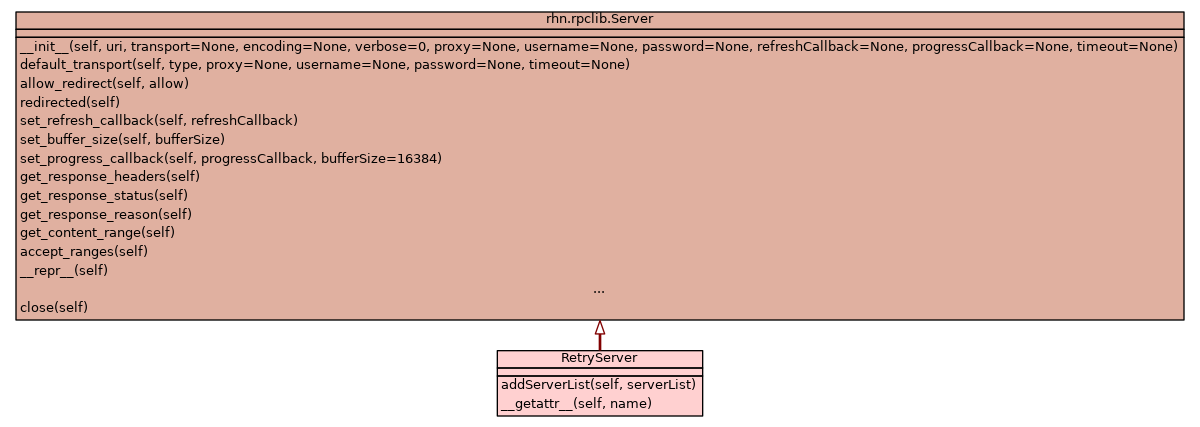 rhn.rpclib.Server
__init__(self, uri, transport=None, encoding=None, verbose=0, proxy=None, username=None, password=None, refreshCallback=None, progressCallback=None, timeout=None)
default_transport(self, type, proxy=None, username=None, password=None, timeout=None)
allow_redirect(self, allow)
redirected(self)
set_refresh_callback(self, refreshCallback)
set_buffer_size(self, bufferSize)
set_progress_callback(self, progressCallback, bufferSize=16384)
get_response_headers(self)
get_response_status(self)
get_response_reason(self)
get_content_range(self)
accept_ranges(self)
__repr__(self)
...
close(self)
RetryServer
addServerList(self, serverList)
__getattr__(self, name)